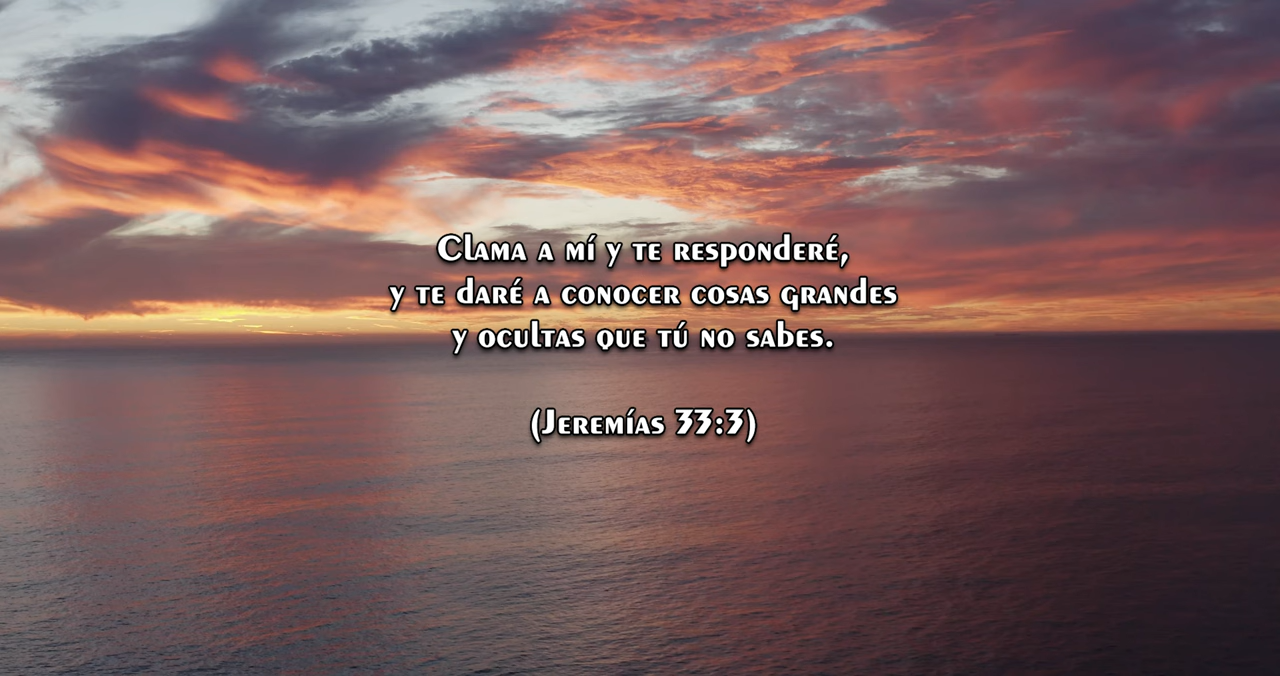 Clama a mí y te responderé,
y te daré a conocer cosas grandes
y ocultas que tú no sabes.
(Jeremías 33:3)